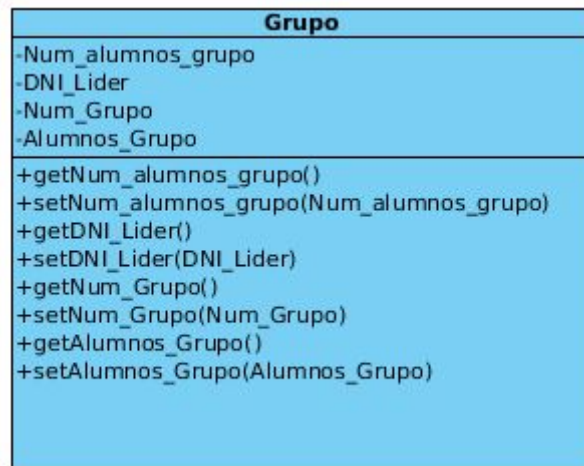 Grupo
-Num_alumnos_grupo
-DNI_Lider
-Num_Grupo
-Alumnos_Grupo
+getNum_alumnos_grupo()
+setNum_alumnos_grupo(Num_alumnos_grupo)
+getDNI_Lider()
+setDNI_Lider(DNI_Lider)
+getNum_Grupo()
+setNum_Grupo(Num_Grupo)
+getAlumnos_Grupo()
+setAlumnos_Grupo(Alumnos_Grupo)